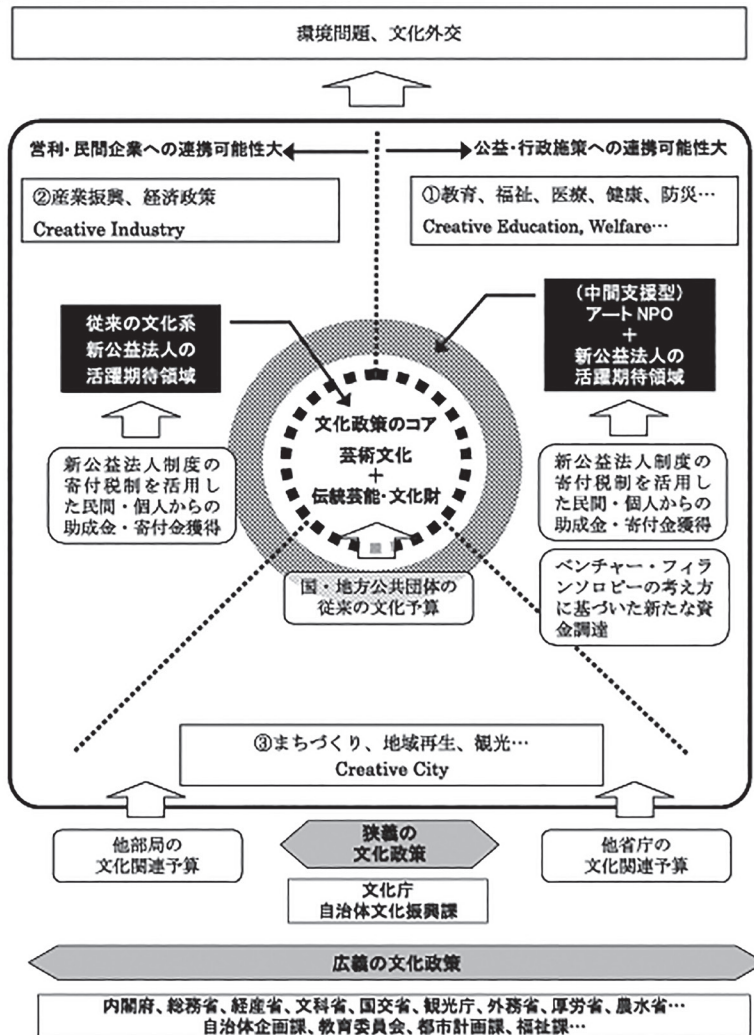 環境問題、文化外交
営利・民間企業への連携可能性大
公益・行政施策への連携可能性大
②産業振興、経済政策
Creative Industry
①教育、福祉、医療、健康、防災…
Creative Education, Welfare…
従来の文化系
新公益法人の
活躍期待領域
（中間支援型）
アート NPO
＋
新公益法人の
活躍期待領域
文化政策のコア
芸術文化
＋
伝統芸能・文化財
新公益法人制度の
寄付税制を活用し
た民間・個人からの
助成金・寄付金獲得
新公益法人制度の
寄付税制を活用し
た民間・個人からの
助成金・寄付金獲得
国・地方公共団体の
従来の文化予算
ベンチャー・フィラ
ンソロピーの考え方
に基づいた新たな資
金調達
③まちづくり、地域再生、観光…
Creative City
他部局の
文化関連予算
狭義の
文化政策
他省庁の
文化関連予算
文化庁
自治体文化振興課
広義の文化政策
内閣府、総務省、経産省、文科省、国交省、観光庁、外務省、厚労省、農水省…
自治体企画課、教育委員会、都市計画課、福祉課…